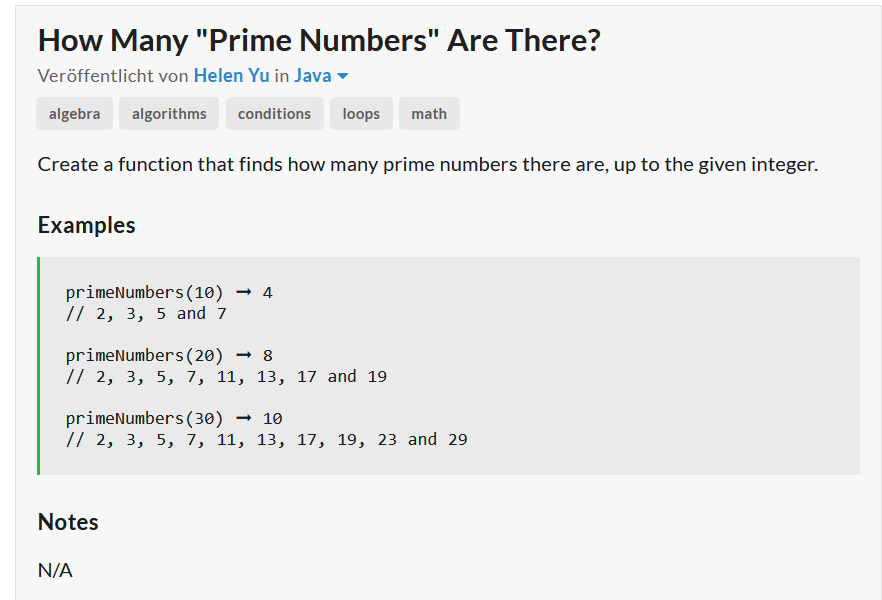 How Many "Prime Numbers" Are There?
Veröffentlicht von Helen Yu in Java
algebra algorithms conditions loops math
Create a function that finds how many prime numbers there are, up to the given integer.
Examples
primeNumbers(10) ➞ 4
// 2, 3, 5 and 7
primeNumbers(20) ➞ 8
// 2, 3, 5, 7, 11, 13, 17 and 19
primeNumbers(30) ➞ 10
// 2, 3, 5, 7, 11, 13, 17, 19, 23 and 29
Notes
N/A